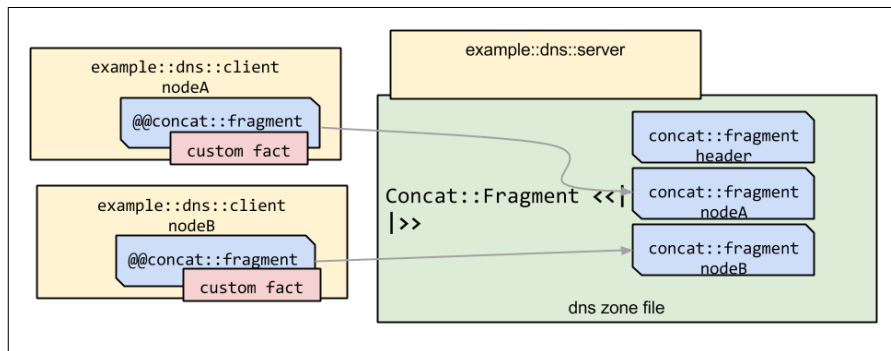 example::dns::client
nodeA
@@concat::fragment
custom fact
example::dns::client
nodeB
@@concat::fragment
custom fact
example::dns::server
Concat::Fragment <<|
|>>
concat::fragment
header
concat::fragment
nodeA
concat::fragment
nodeB
dns zone file